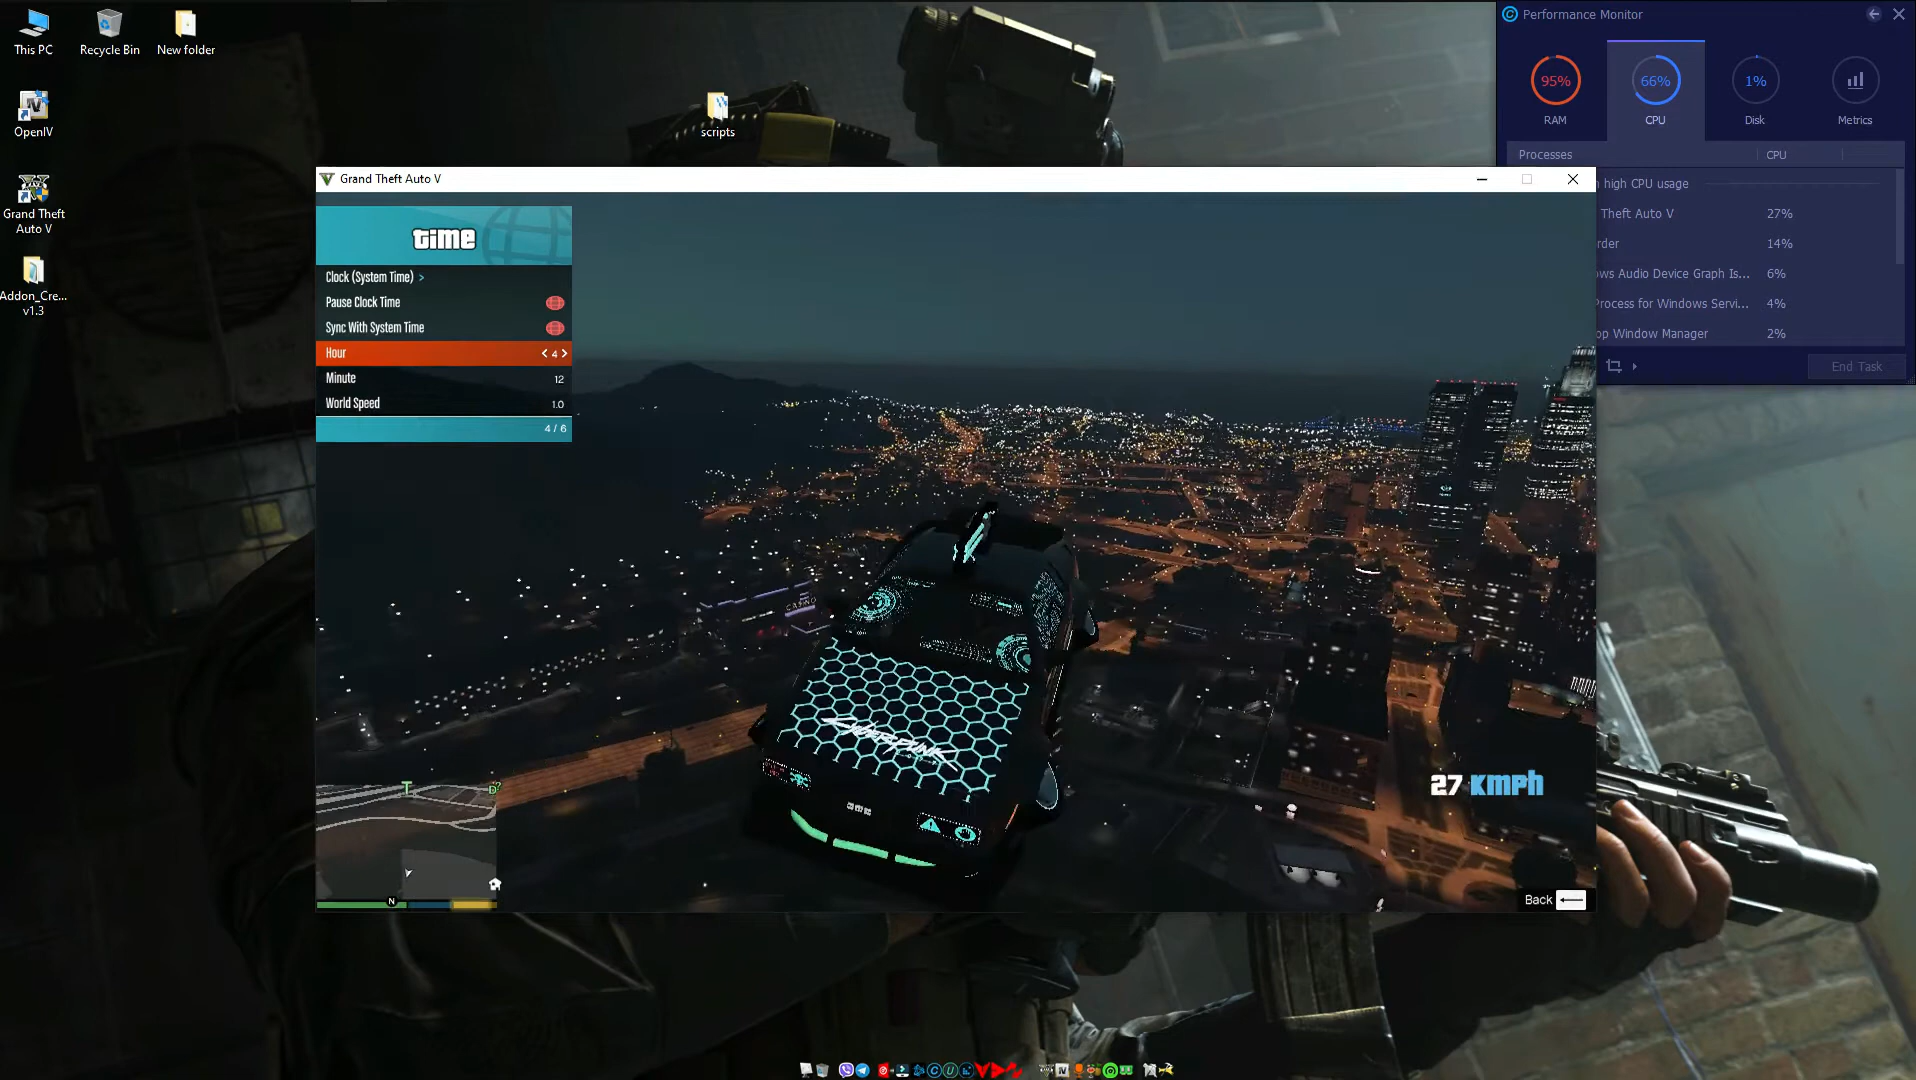 This PC
Recycle Bin
New folder
OpenIV
Grand Theft
Auto V
Addon_Cre...
v1.3
scripts
Performance Monitor
95%
66%
1%
RAM
CPU
Disk
Metrics
Processes
CPU
high CPU usage
Theft Auto V
27%
rder
14%
ows Audio Device Graph Is...
6%
Process for Windows Servi...
4%
op Window Manager
2%
End Task
Grand Theft Auto V
time
Clock (System Time) >
Pause Clock Time
Sync With System Time
Hour
< 4 >
Minute
12
World Speed
1.0
4 / 6
CASINO
CYBERPUNK
27 KMPH
T
D?
N
Back